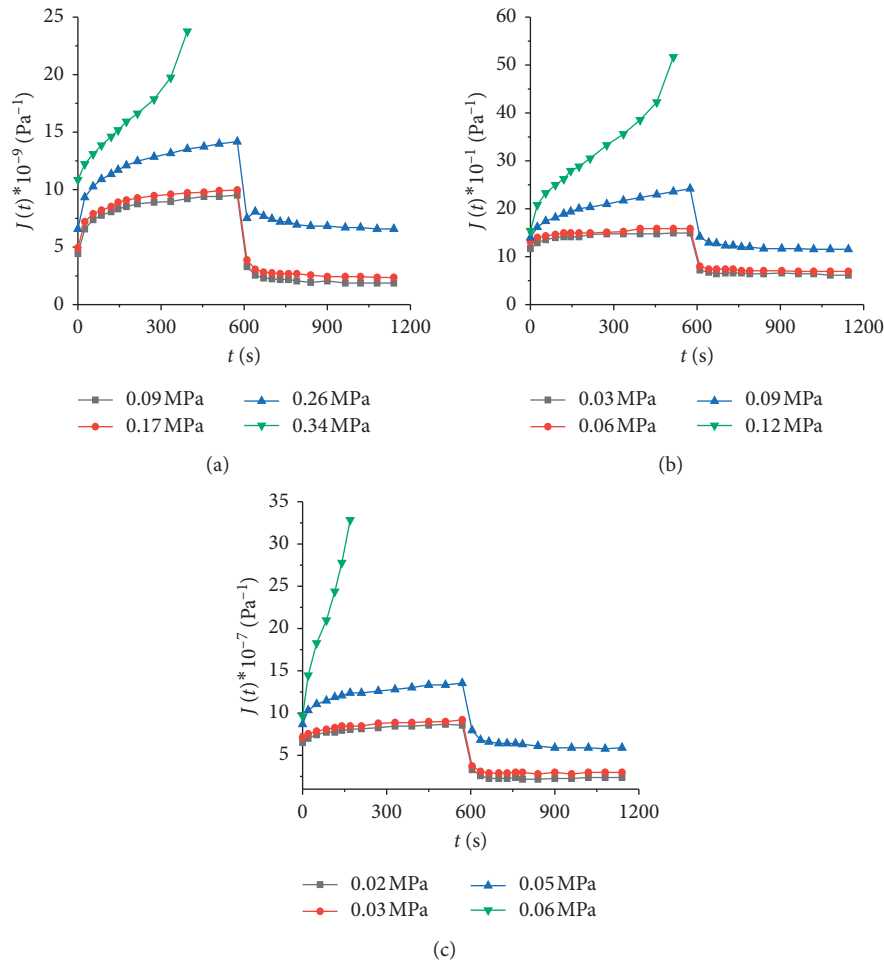 25
20
15
10
5
0
J (t)*10⁻⁹ (Pa⁻¹)
0 300 600 900 1200
t (s)
0.09 MPa 0.26 MPa
0.17 MPa 0.34 MPa
(a)
60
50
40
30
20
10
0
J (t)*10⁻¹ (Pa⁻¹)
0 300 600 900 1200
t (s)
0.03 MPa 0.09 MPa
0.06 MPa 0.12 MPa
(b)
35
30
25
20
15
10
5
J (t)*10⁻⁷ (Pa⁻¹)
0 300 600 900 1200
t (s)
0.02 MPa 0.05 MPa
0.03 MPa 0.06 MPa
(c)